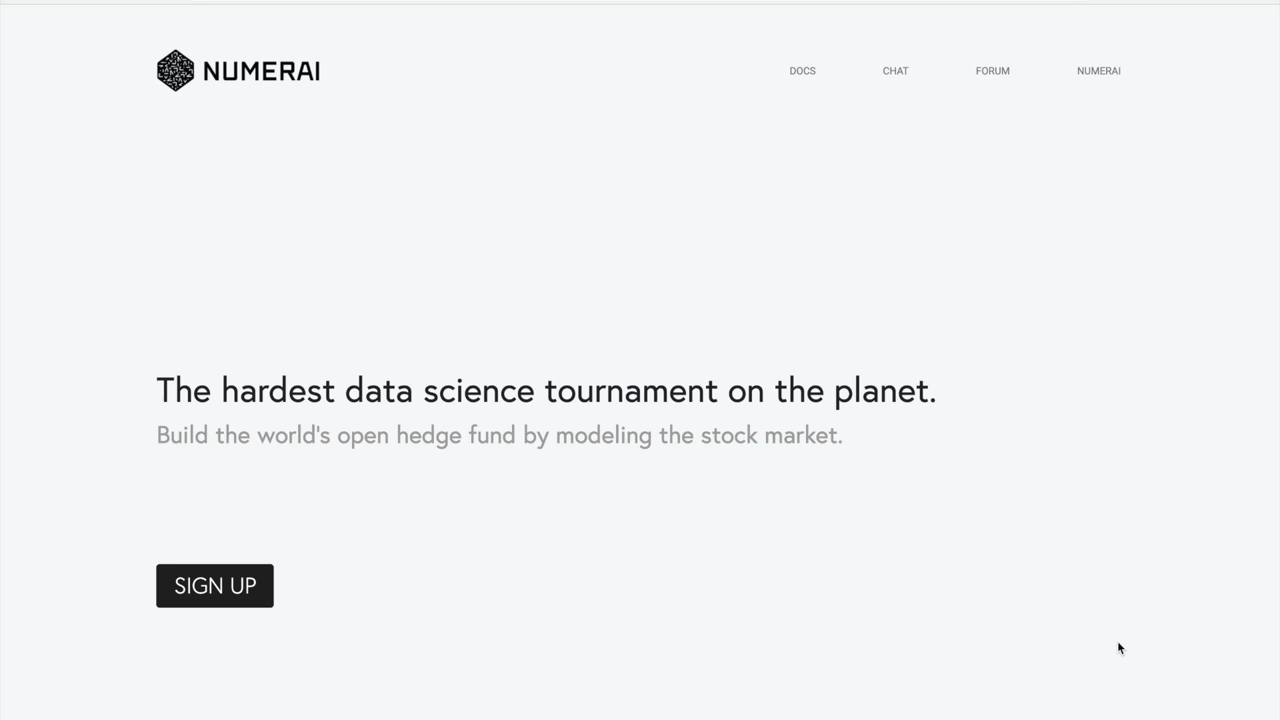 NUMERAI
DOCS
CHAT
FORUM
NUMERAI
The hardest data science tournament on the planet.
Build the world's open hedge fund by modeling the stock market.
SIGN UP